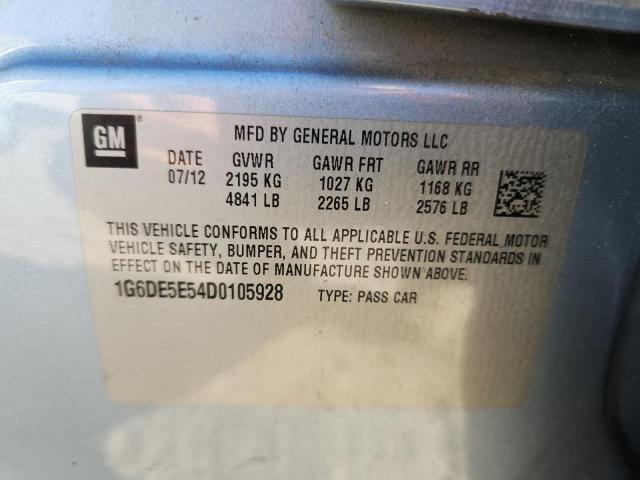 GM ®
MFD BY GENERAL MOTORS LLC
DATE GVWR GAWR FRT GAWR RR
07/12 2195 KG 1027 KG 1168 KG
4841 LB 2265 LB 2576 LB
THIS VEHICLE CONFORMS TO ALL APPLICABLE U.S. FEDERAL MOTOR
VEHICLE SAFETY, BUMPER, AND THEFT PREVENTION STANDARDS IN
EFFECT ON THE DATE OF MANUFACTURE SHOWN ABOVE.
1G6DE5E54D0105928 TYPE: PASS CAR